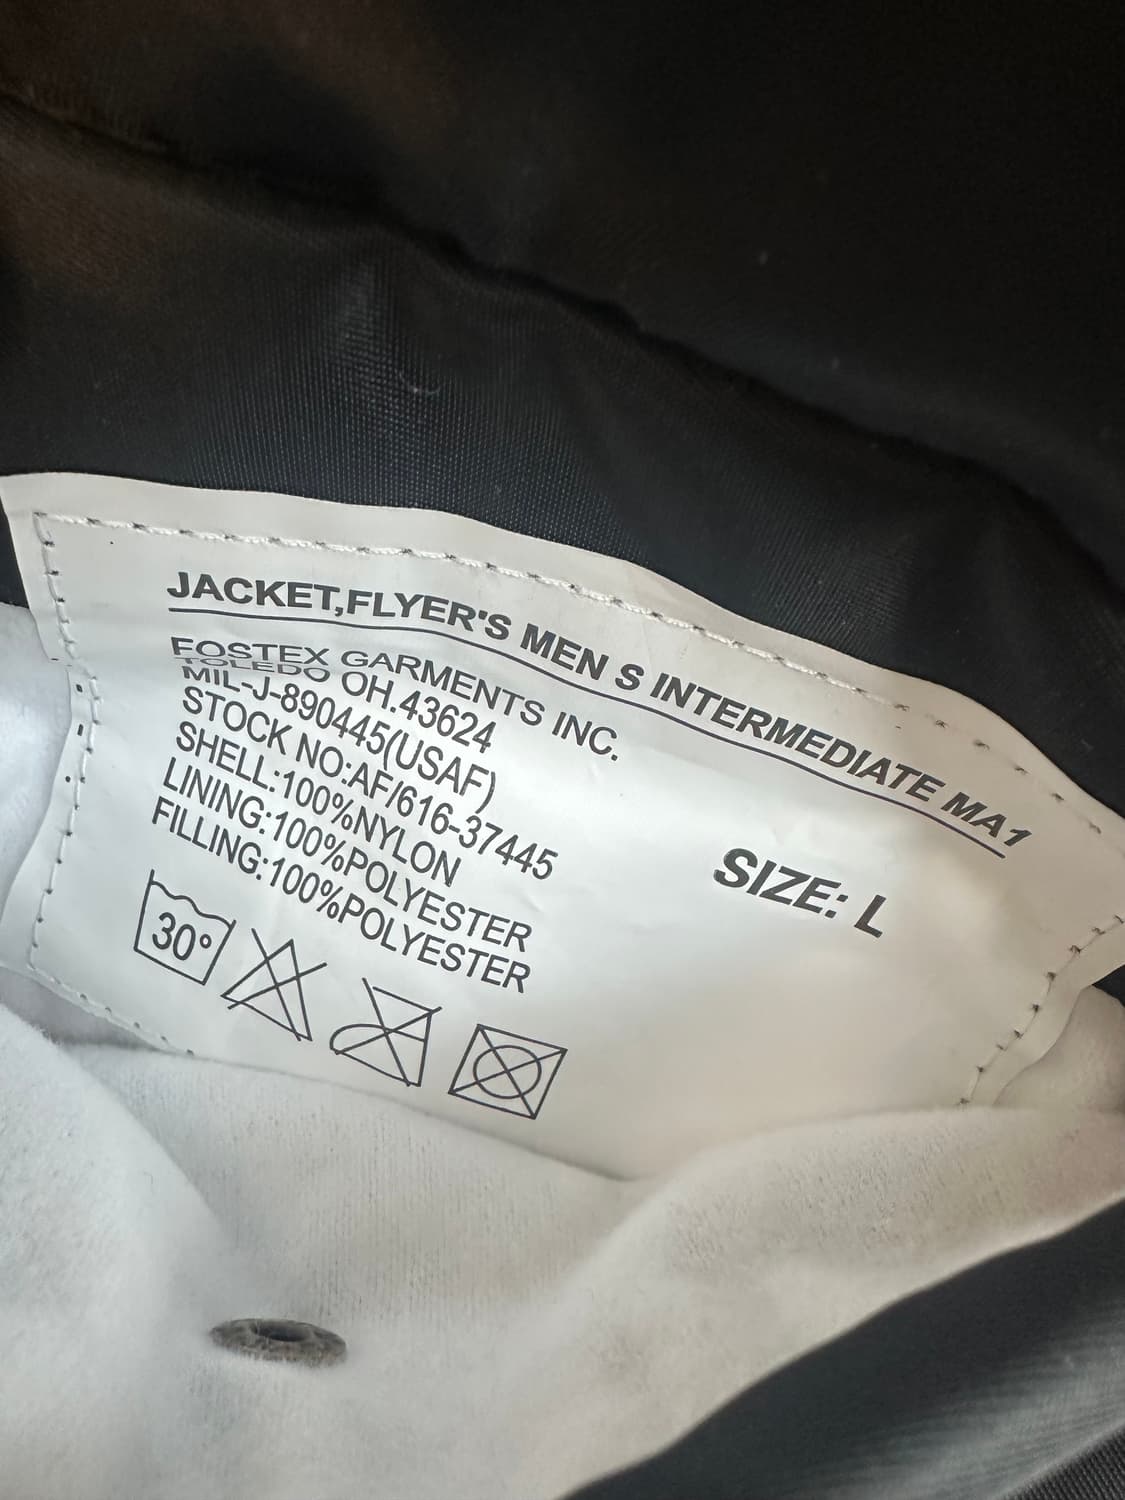 JACKET,FLYER'S MEN S INTERMEDIATE MA1
FOSTEX GARMENTS INC.
TOLEDO OH.43624
MIL-J-890445(USAF)
STOCK NO:AF/616-37445
SHELL:100%NYLON
LINING:100%POLYESTER
FILLING:100%POLYESTER
SIZE: L
30°